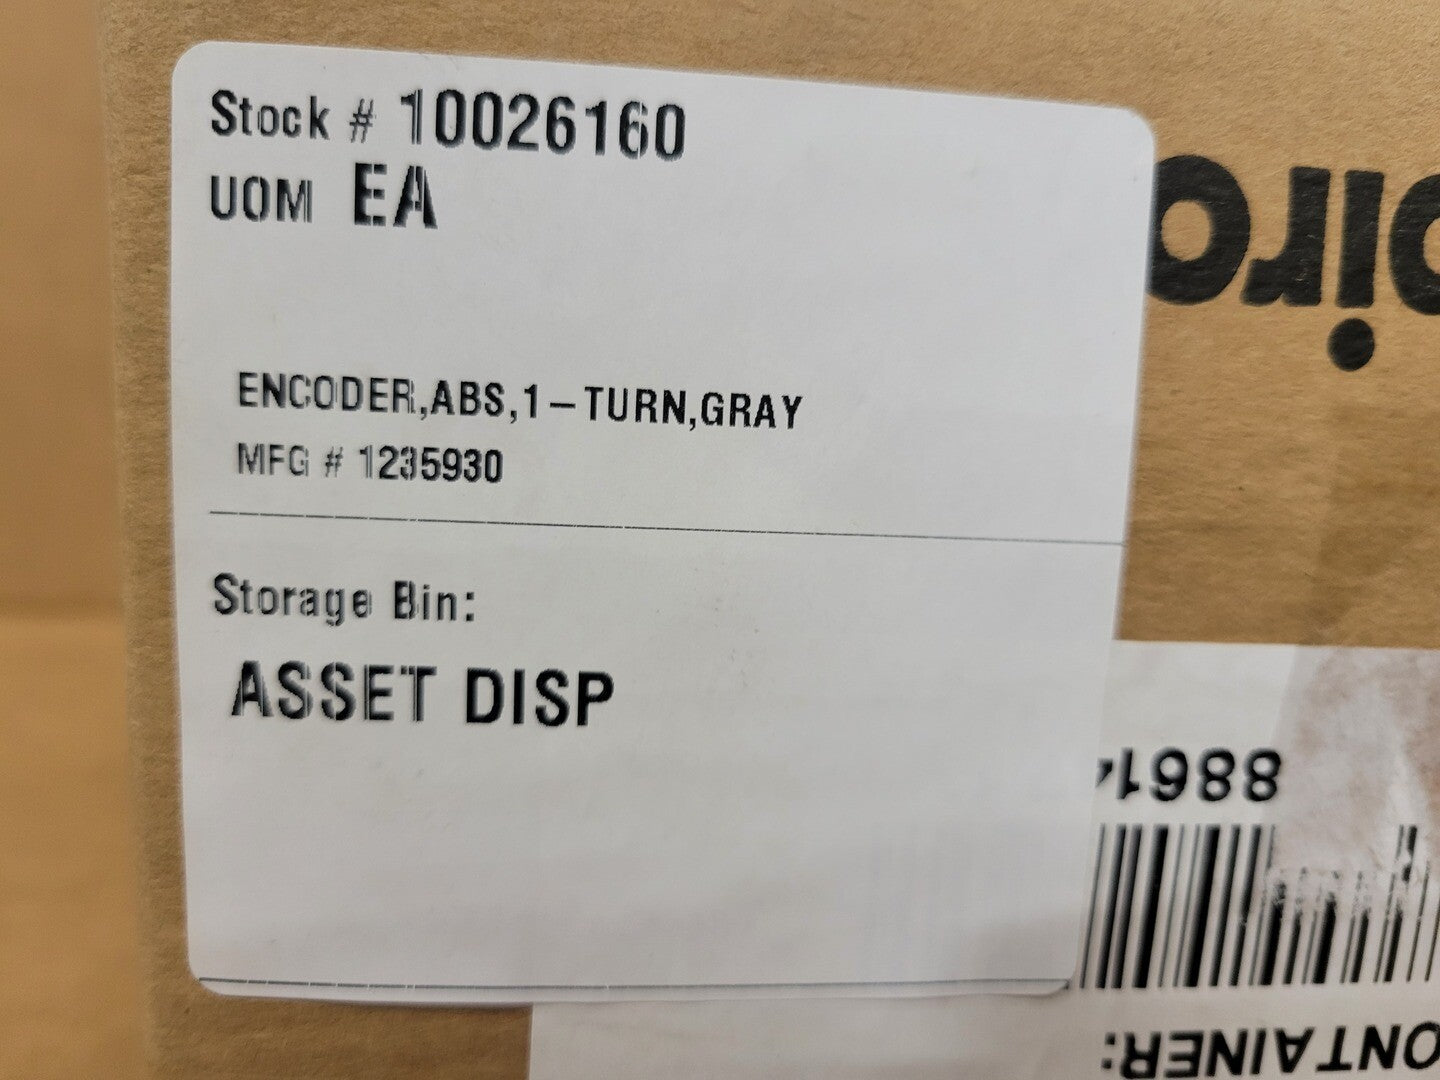 Stock # 10026160
UOM EA
ENCODER,ABS,1-TURN,GRAY
MFG # 1235930
Storage Bin:
ASSET DISP